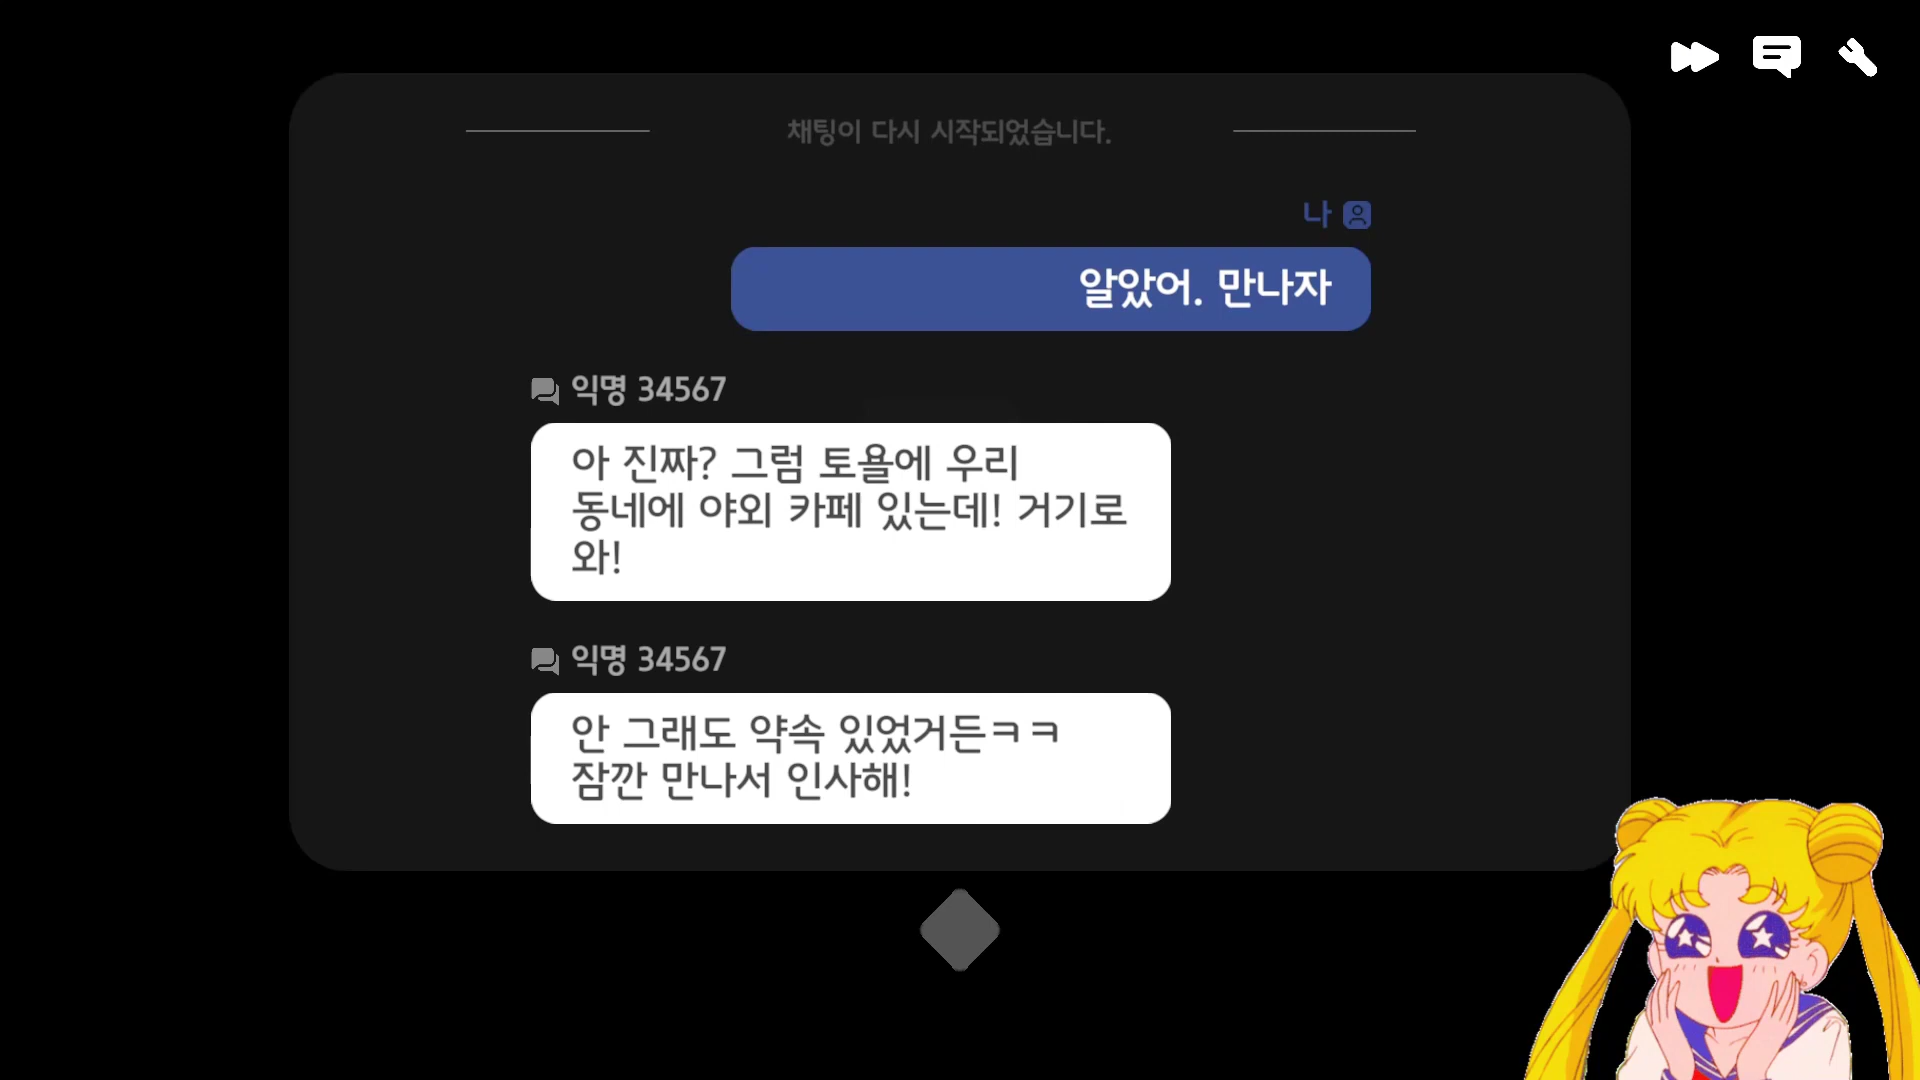 채팅이 다시 시작되었습니다.
나
알았어. 만나자
익명 34567
아 진짜? 그럼 토욜에 우리
동네에 야외 카페 있는데! 거기로
와!
익명 34567
안 그래도 약속 있었거든ㅋㅋ
잠깐 만나서 인사해!